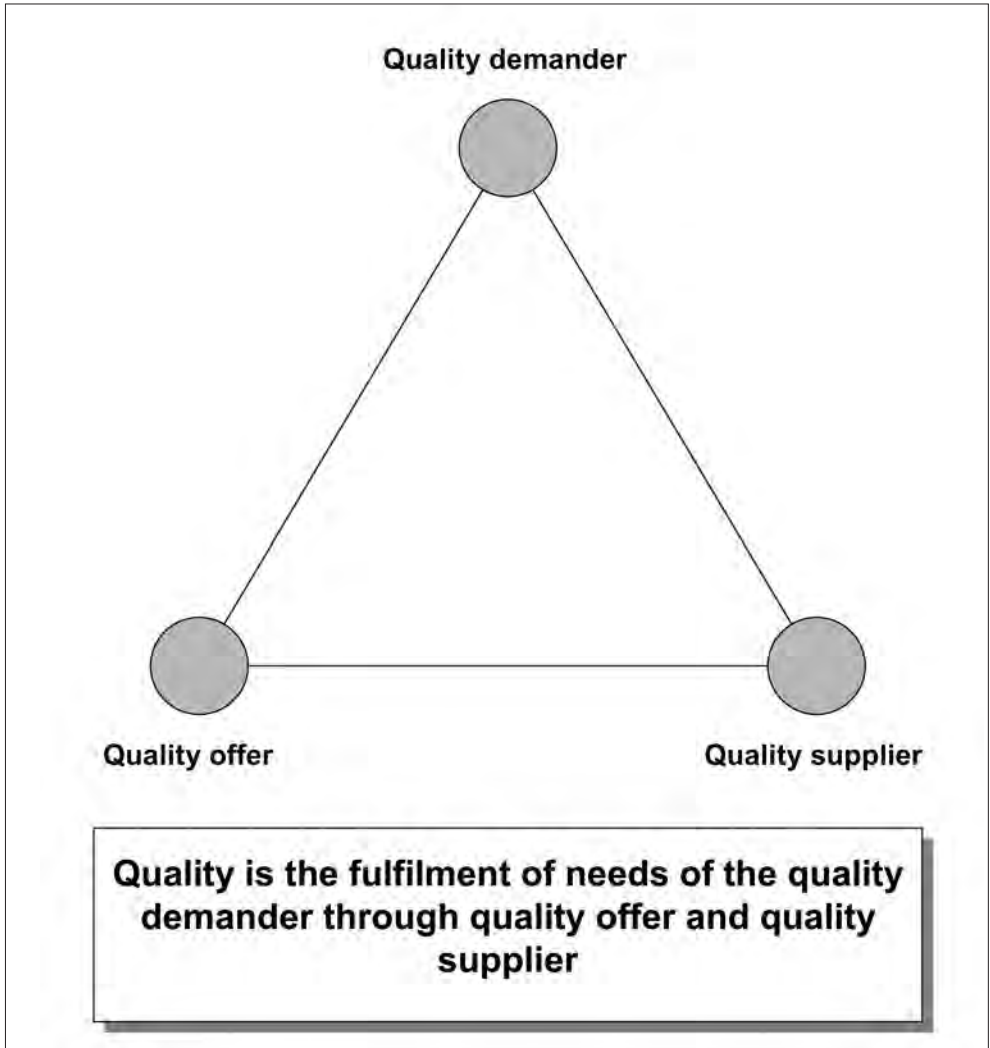 Quality demander
Quality offer
Quality supplier
Quality is the fulfilment of needs of the quality
demander through quality offer and quality
supplier